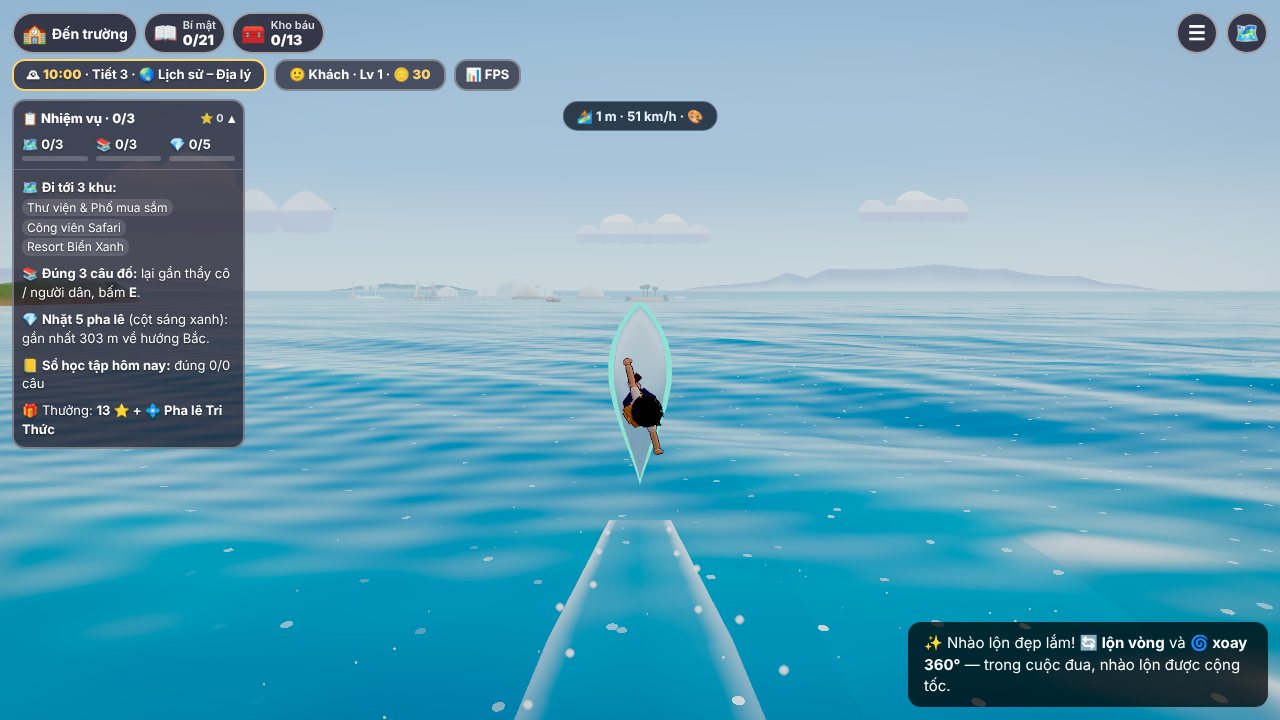 Đến trường
Bí mật
0/21
Kho báu
0/13
10:00 · Tiết 3 · Lịch sử – Địa lý
Khách · Lv 1 · 30
FPS
Nhiệm vụ · 0/3
0 ▲
0/3
0/3
0/5
Đi tới 3 khu:
Thư viện & Phố mua sắm
Công viên Safari
Resort Biển Xanh
Đúng 3 câu đố: lại gần thầy cô
/ người dân, bấm E.
Nhặt 5 pha lê (cột sáng xanh):
gần nhất 303 m về hướng Bắc.
Sổ học tập hôm nay: đúng 0/0
câu
Thưởng: 13 ⭐ + 💠 Pha lê Tri
Thức
1 m · 51 km/h ·
Nhào lộn đẹp lắm! 🔄 lộn vòng và 🌀 xoay
360° — trong cuộc đua, nhào lộn được cộng
tốc.